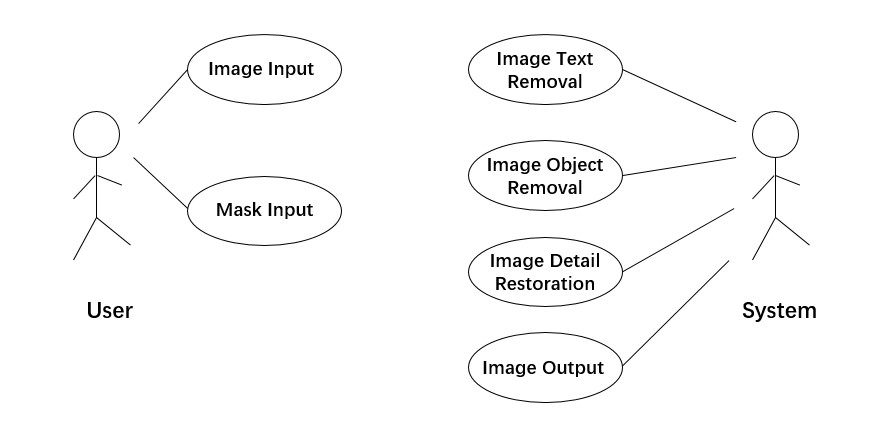 Image Input
Mask Input
User
Image Text
Removal
Image Object
Removal
Image Detail
Restoration
Image Output
System